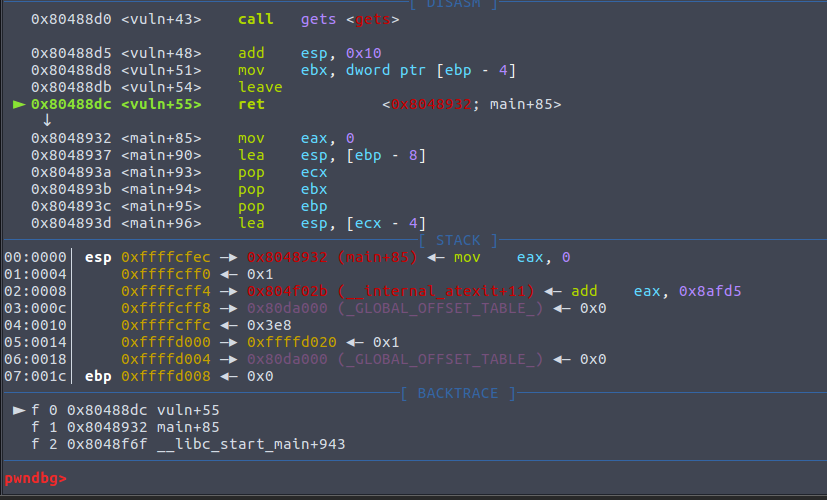 [ DISASM ]
0x80488d0 <vuln+43> call gets <gets>
0x80488d5 <vuln+48> add esp, 0x10
0x80488d8 <vuln+51> mov ebx, dword ptr [ebp - 4]
0x80488db <vuln+54> leave
► 0x80488dc <vuln+55> ret <0x8048932; main+85>
↓
0x8048932 <main+85> mov eax, 0
0x8048937 <main+90> lea esp, [ebp - 8]
0x804893a <main+93> pop ecx
0x804893b <main+94> pop ebx
0x804893c <main+95> pop ebp
0x804893d <main+96> lea esp, [ecx - 4]
[ STACK ]
00:0000│ esp 0xffffcfec —▸ 0x8048932 (main+85) ◂— mov eax, 0
01:0004│ 0xffffcff0 ◂— 0x1
02:0008│ 0xffffcff4 —▸ 0x804f02b (__internal_atexit+11) ◂— add eax, 0x8afd5
03:000c│ 0xffffcff8 —▸ 0x80da000 (_GLOBAL_OFFSET_TABLE_) ◂— 0x0
04:0010│ 0xffffcffc ◂— 0x3e8
05:0014│ 0xffffd000 —▸ 0xffffd020 ◂— 0x1
06:0018│ 0xffffd004 —▸ 0x80da000 (_GLOBAL_OFFSET_TABLE_) ◂— 0x0
07:001c│ ebp 0xffffd008 ◂— 0x0
[ BACKTRACE ]
► f 0 0x80488dc vuln+55
f 1 0x8048932 main+85
f 2 0x8048f6f __libc_start_main+943
pwndbg>